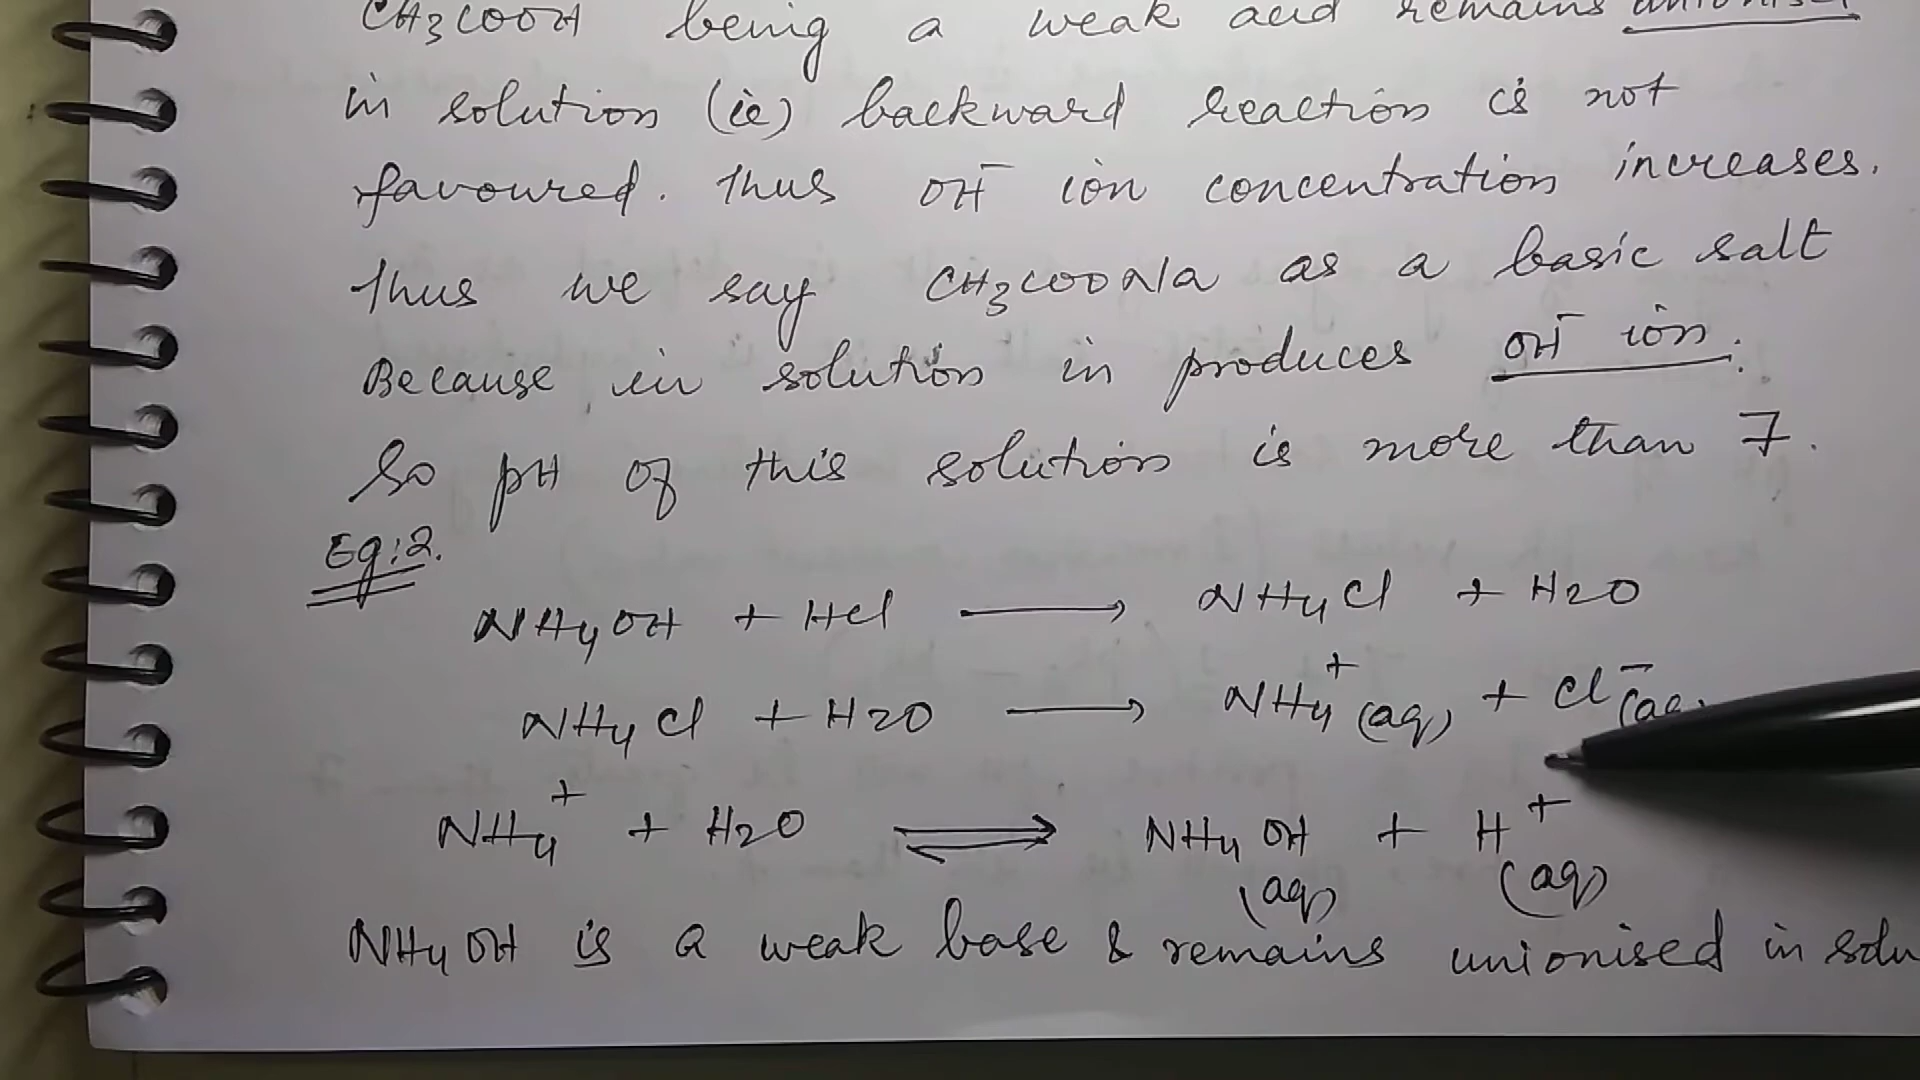 CH3COOH being a weak acid remains unionised
in solution (ie) backward reaction is not
favoured. Thus OH⁻ ion concentration increases.
Thus we say CH3COONa as a basic salt
Because in solution in produces OH⁻ ion.
So pH of this solution is more than 7.
Eg:2.
NH4OH + HCl ⟶ NH4Cl + H2O
NH4Cl + H2O ⟶ NH4⁺(aq) + Cl⁻(aq
NH4⁺ + H2O ⇌ NH4OH(aq) + H⁺(aq)
NH4OH is a weak base & remains unionised in solu